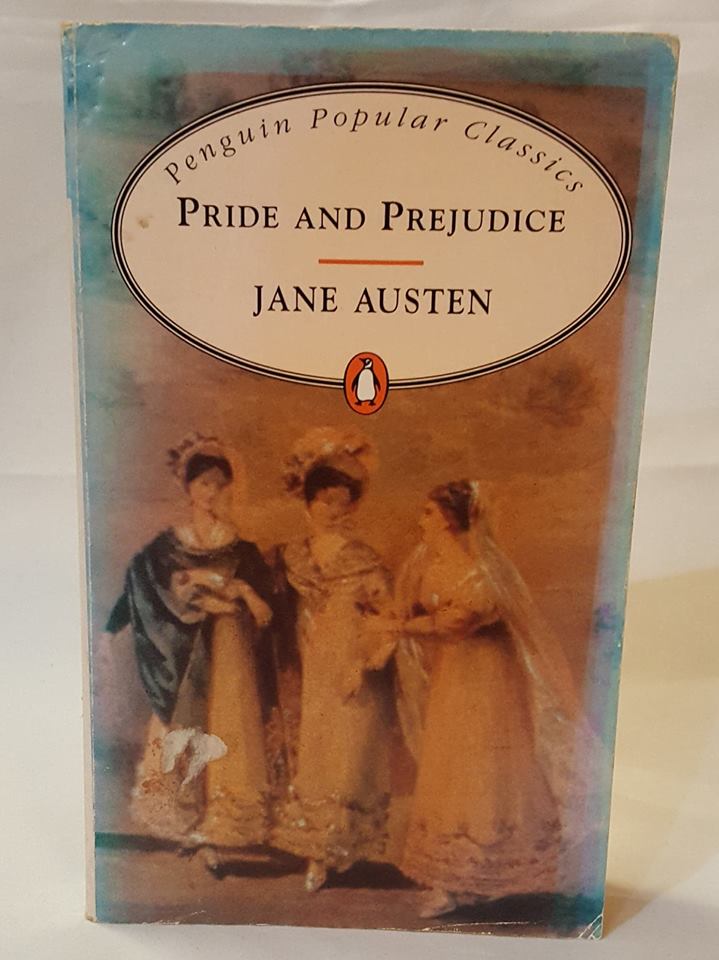 Penguin Popular Classics
PRIDE AND PREJUDICE
JANE AUSTEN